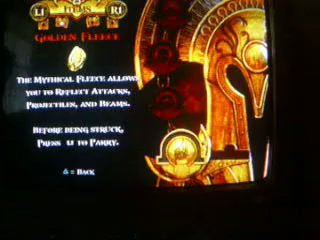 L1 ITEMS R1
GOLDEN FLEECE
THE MYTHICAL FLEECE ALLOWS
YOU TO REFLECT ATTACKS,
PROJECTILES, AND BEAMS.
BEFORE BEING STRUCK,
PRESS L1 TO PARRY.
△ = BACK